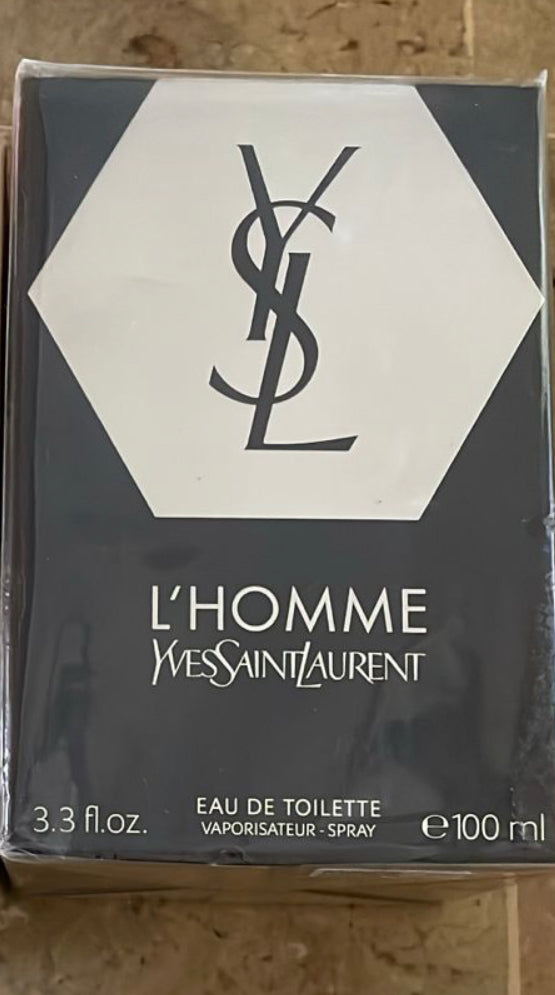 YSL
L'HOMME
YVESSAINTLAURENT
3.3 fl.oz.
EAU DE TOILETTE
VAPORISATEUR - SPRAY
℮100 ml